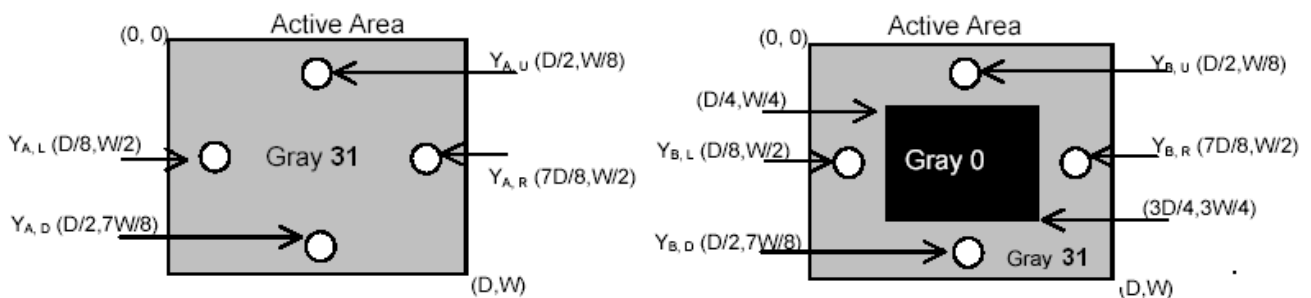 Active Area
(0, 0)
YA, U (D/2,W/8)
YA, L (D/8,W/2)
Gray 31
YA, R (7D/8,W/2)
YA, D (D/2,7W/8)
(D,W)
Active Area
(0, 0)
YB, U (D/2,W/8)
(D/4,W/4)
YB, L (D/8,W/2)
Gray 0
YB, R (7D/8,W/2)
(3D/4,3W/4)
YB, D (D/2,7W/8)
Gray 31
(D,W)